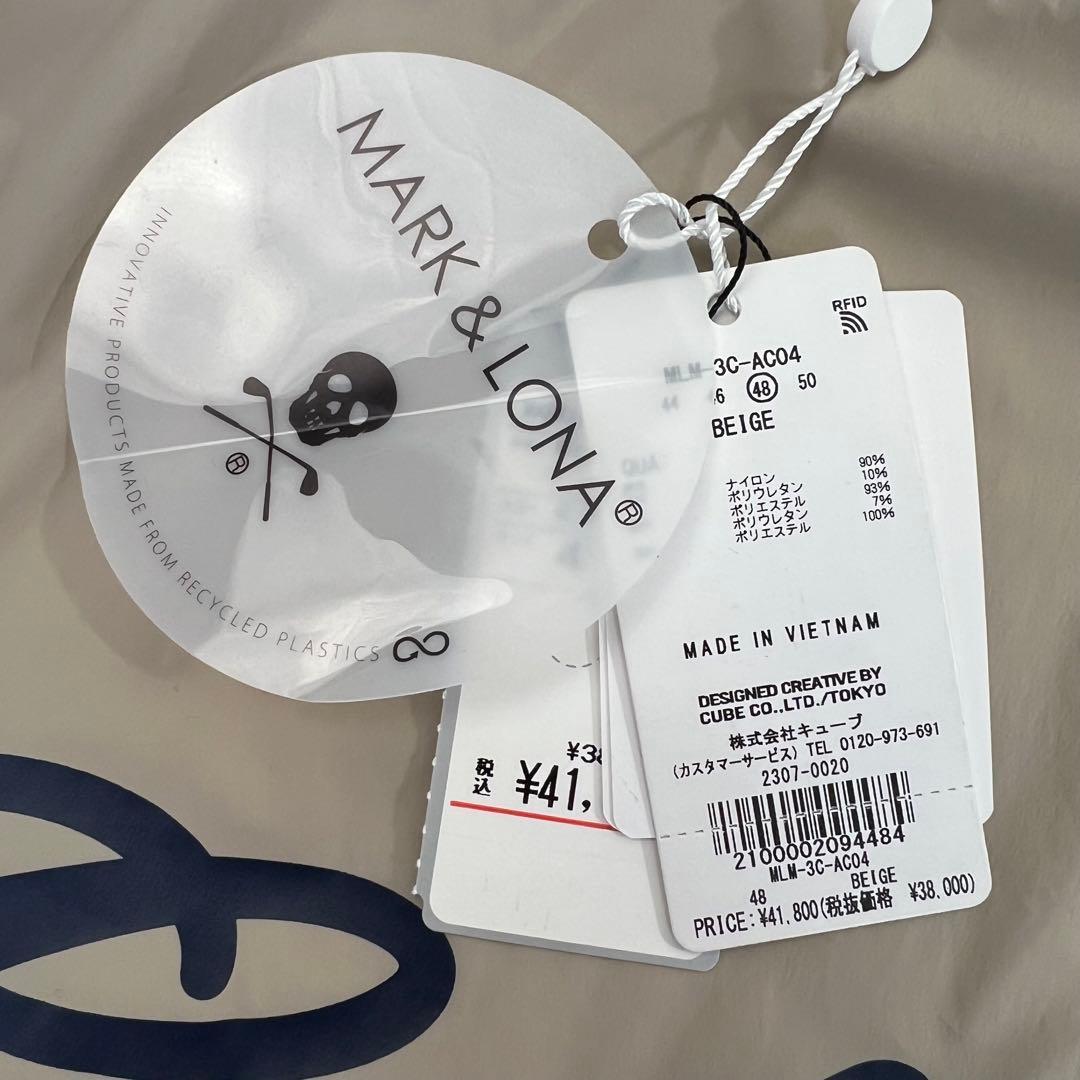 MARK & LONA®
®
INNOVATIVE PRODUCTS MADE FROM RECYCLED PLASTICS
RFID
MLM-3C-AC04
44 46 48 50
BEIGE
ナイロン 90%
ポリウレタン 10%
ポリエステル 93%
ポリウレタン 7%
ポリエステル 100%
MADE IN VIETNAM
DESIGNED CREATIVE BY
CUBE CO.,LTD./TOKYO
株式会社キューブ
(カスタマーサービス) TEL 0120-973-691
2307-0020
2100002094484
MLM-3C-AC04
48 BEIGE
PRICE:¥41,800(税抜価格 ¥38,000)
¥38
税込 ¥41,